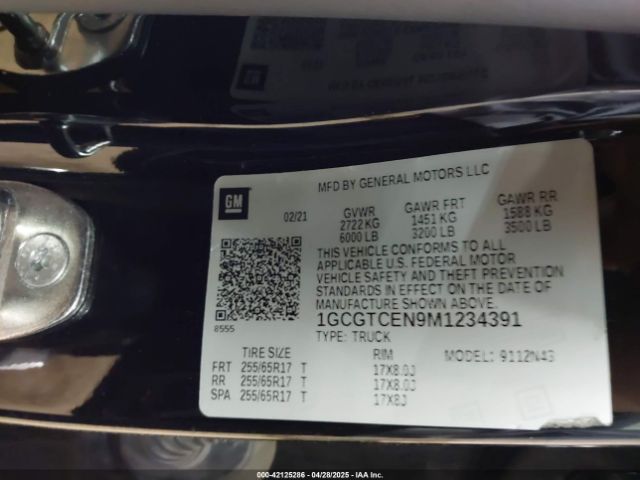 GM
MFD BY GENERAL MOTORS LLC
02/21 GVWR GAWR FRT GAWR RR
2722 KG 1451 KG 1588 KG
6000 LB 3200 LB 3500 LB
THIS VEHICLE CONFORMS TO ALL
APPLICABLE U.S. FEDERAL MOTOR
VEHICLE SAFETY AND THEFT PREVENTION
STANDARDS IN EFFECT ON THE DATE OF
MANUFACTURE SHOWN ABOVE.
8555 1GCGTCEN9M1234391
TYPE: TRUCK
TIRE SIZE RIM MODEL: 9112N43
FRT 255/65R17 T 17X8.0J
RR 255/65R17 T 17X8.0J
SPA 255/65R17 T 17X8J
000-42125286 - 04/28/2025 - IAA Inc.